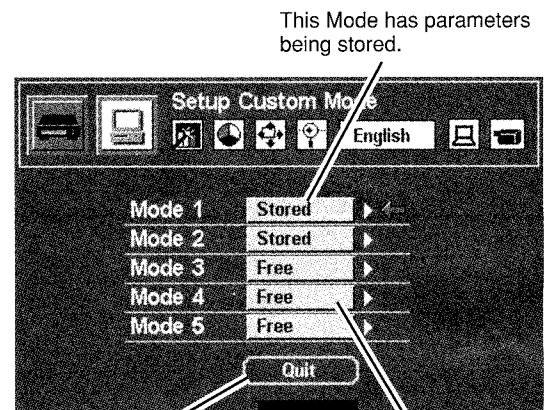 This Mode has parameters
being stored.
Setup Custom Mode
English
Mode 1 Stored
Mode 2 Stored
Mode 3 Free
Mode 4 Free
Mode 5 Free
Quit